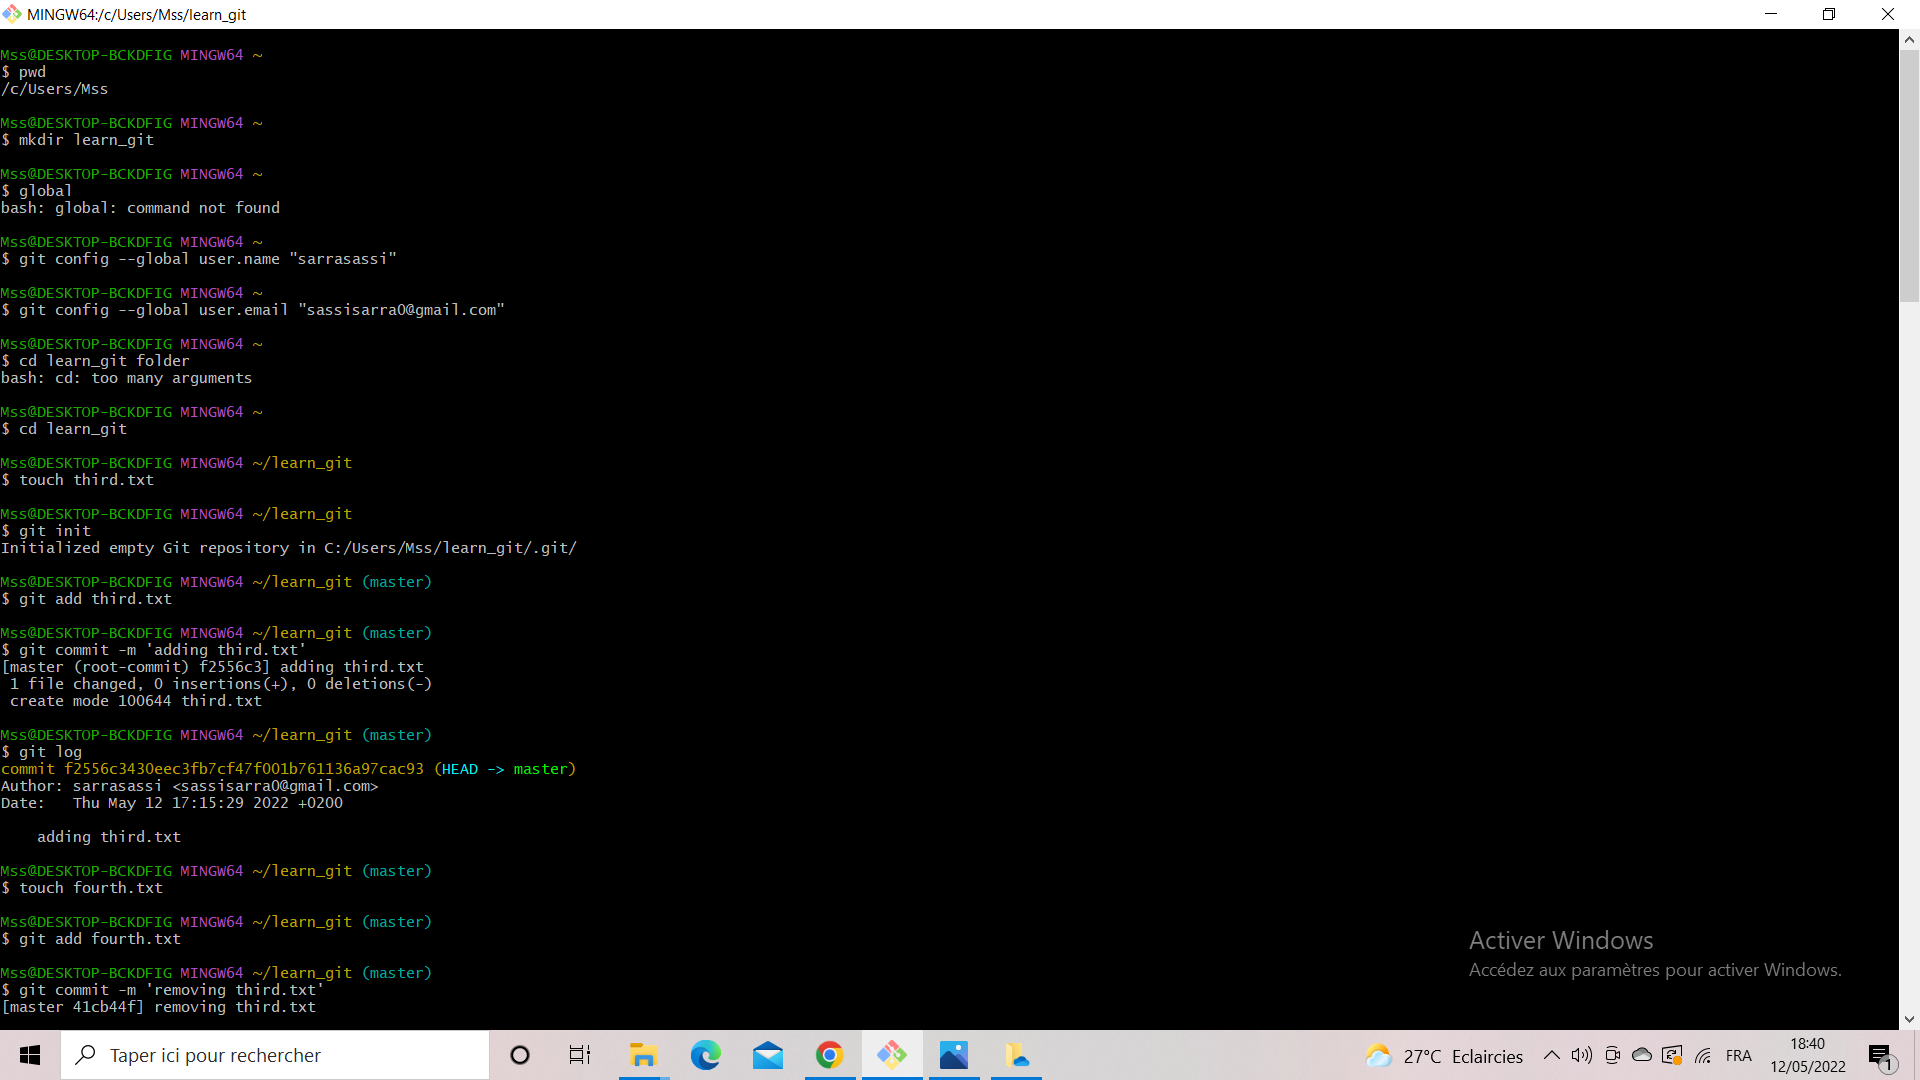 MINGW64:/c/Users/Mss/learn_git
Mss@DESKTOP-BCKDFIG MINGW64 ~
$ pwd
/c/Users/Mss
Mss@DESKTOP-BCKDFIG MINGW64 ~
$ mkdir learn_git
Mss@DESKTOP-BCKDFIG MINGW64 ~
$ global
bash: global: command not found
Mss@DESKTOP-BCKDFIG MINGW64 ~
$ git config --global user.name "sarrasassi"
Mss@DESKTOP-BCKDFIG MINGW64 ~
$ git config --global user.email "sassisarra0@gmail.com"
Mss@DESKTOP-BCKDFIG MINGW64 ~
$ cd learn_git folder
bash: cd: too many arguments
Mss@DESKTOP-BCKDFIG MINGW64 ~
$ cd learn_git
Mss@DESKTOP-BCKDFIG MINGW64 ~/learn_git
$ touch third.txt
Mss@DESKTOP-BCKDFIG MINGW64 ~/learn_git
$ git init
Initialized empty Git repository in C:/Users/Mss/learn_git/.git/
Mss@DESKTOP-BCKDFIG MINGW64 ~/learn_git (master)
$ git add third.txt
Mss@DESKTOP-BCKDFIG MINGW64 ~/learn_git (master)
$ git commit -m 'adding third.txt'
[master (root-commit) f2556c3] adding third.txt
1 file changed, 0 insertions(+), 0 deletions(-)
create mode 100644 third.txt
Mss@DESKTOP-BCKDFIG MINGW64 ~/learn_git (master)
$ git log
commit f2556c3430eec3fb7cf47f001b761136a97cac93 (HEAD -> master)
Author: sarrasassi <sassisarra0@gmail.com>
Date:   Thu May 12 17:15:29 2022 +0200
adding third.txt
Mss@DESKTOP-BCKDFIG MINGW64 ~/learn_git (master)
$ touch fourth.txt
Mss@DESKTOP-BCKDFIG MINGW64 ~/learn_git (master)
$ git add fourth.txt
Mss@DESKTOP-BCKDFIG MINGW64 ~/learn_git (master)
$ git commit -m 'removing third.txt'
[master 41cb44f] removing third.txt
Activer Windows
Accédez aux paramètres pour activer Windows.
Taper ici pour rechercher
27°C Eclaircies
FRA
18:40
12/05/2022
1